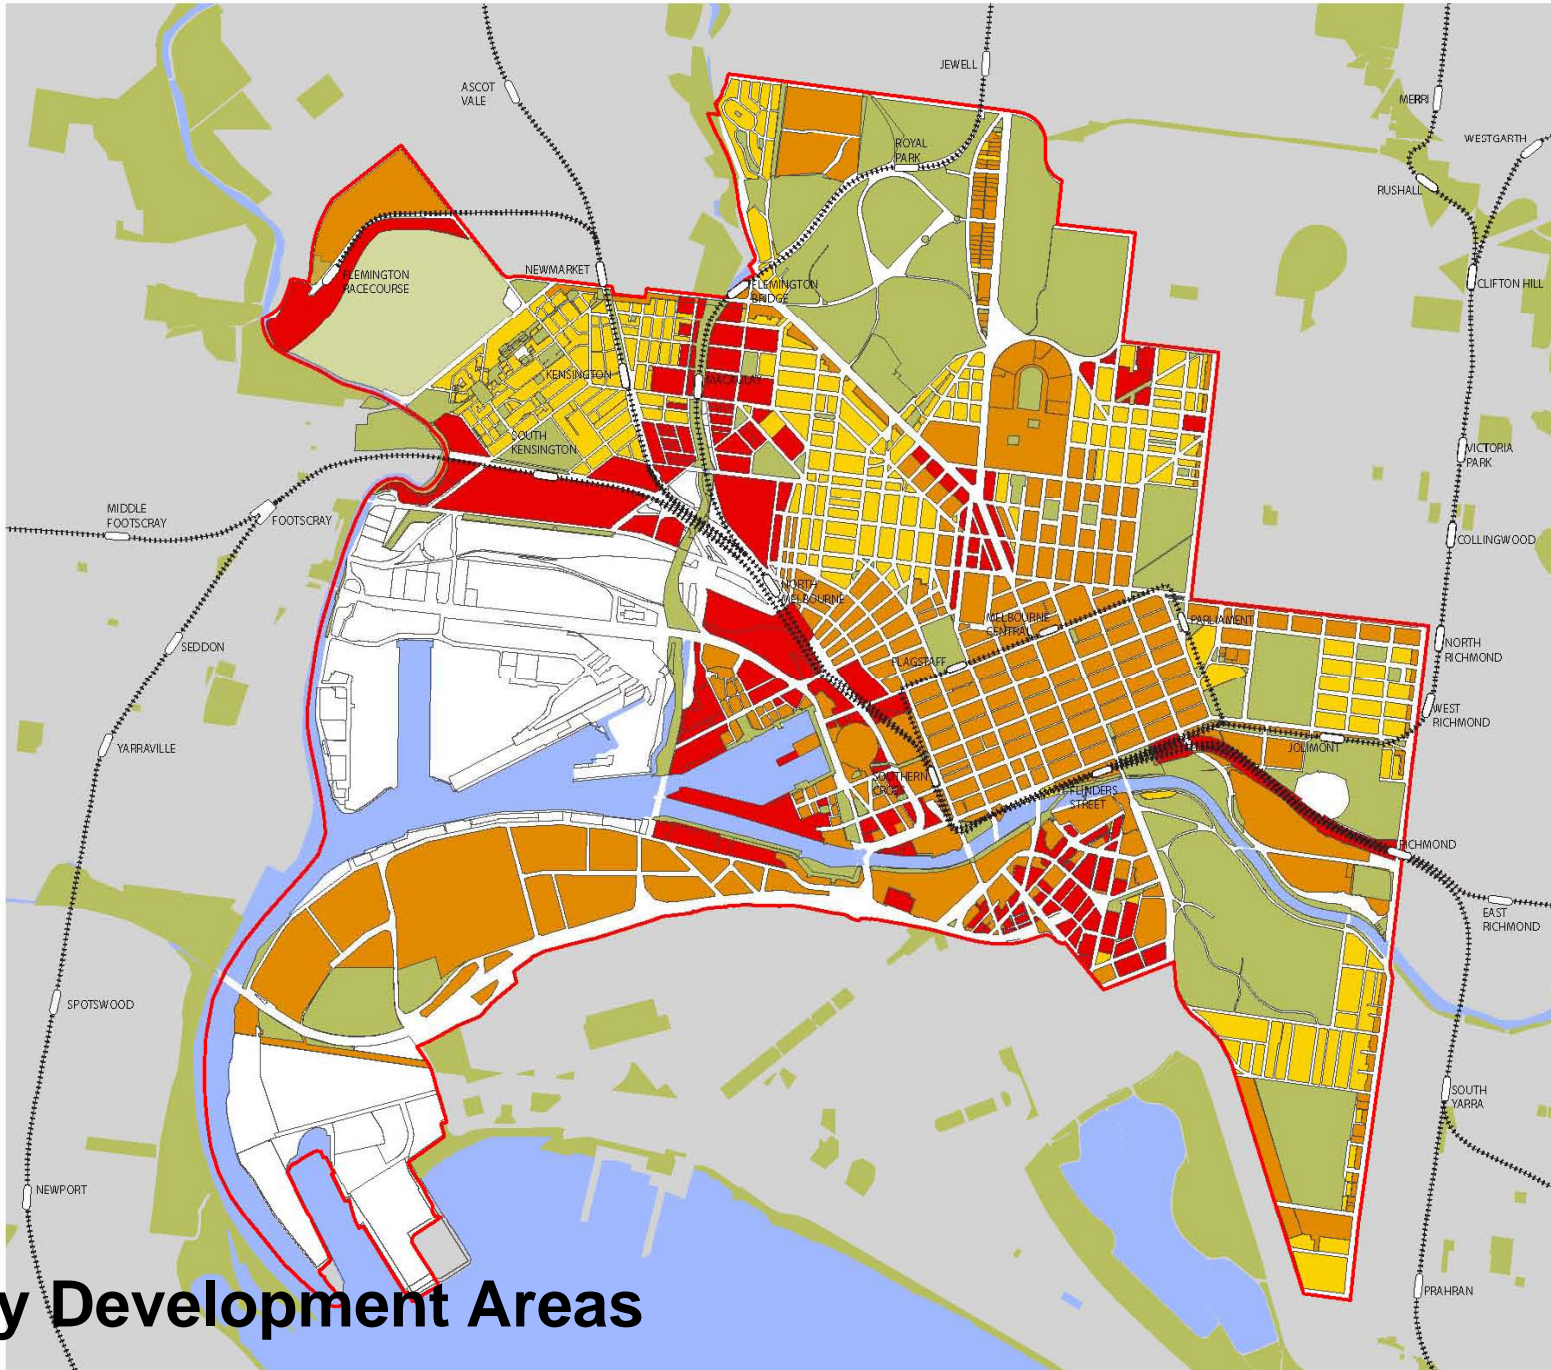 JEWELL
ASCOT
VALE
MERRI
WESTGARTH
ROYAL
PARK
RUSHALL
FLEMINGTON
RACECOURSE
NEWMARKET
FLEMINGTON
BRIDGE
CLIFTON HILL
KENSINGTON
MACAULAY
SOUTH
KENSINGTON
VICTORIA
PARK
MIDDLE
FOOTSCRAY
FOOTSCRAY
COLLINGWOOD
NORTH
MELBOURNE
MELBOURNE
CENTRAL
PARLIAMENT
SEDDON
FLAGSTAFF
NORTH
RICHMOND
WEST
RICHMOND
YARRAVILLE
JOLIMONT
SOUTHERN
CROSS
FLINDERS
STREET
RICHMOND
EAST
RICHMOND
SPOTSWOOD
SOUTH
YARRA
NEWPORT
PRAHRAN
y Development Areas